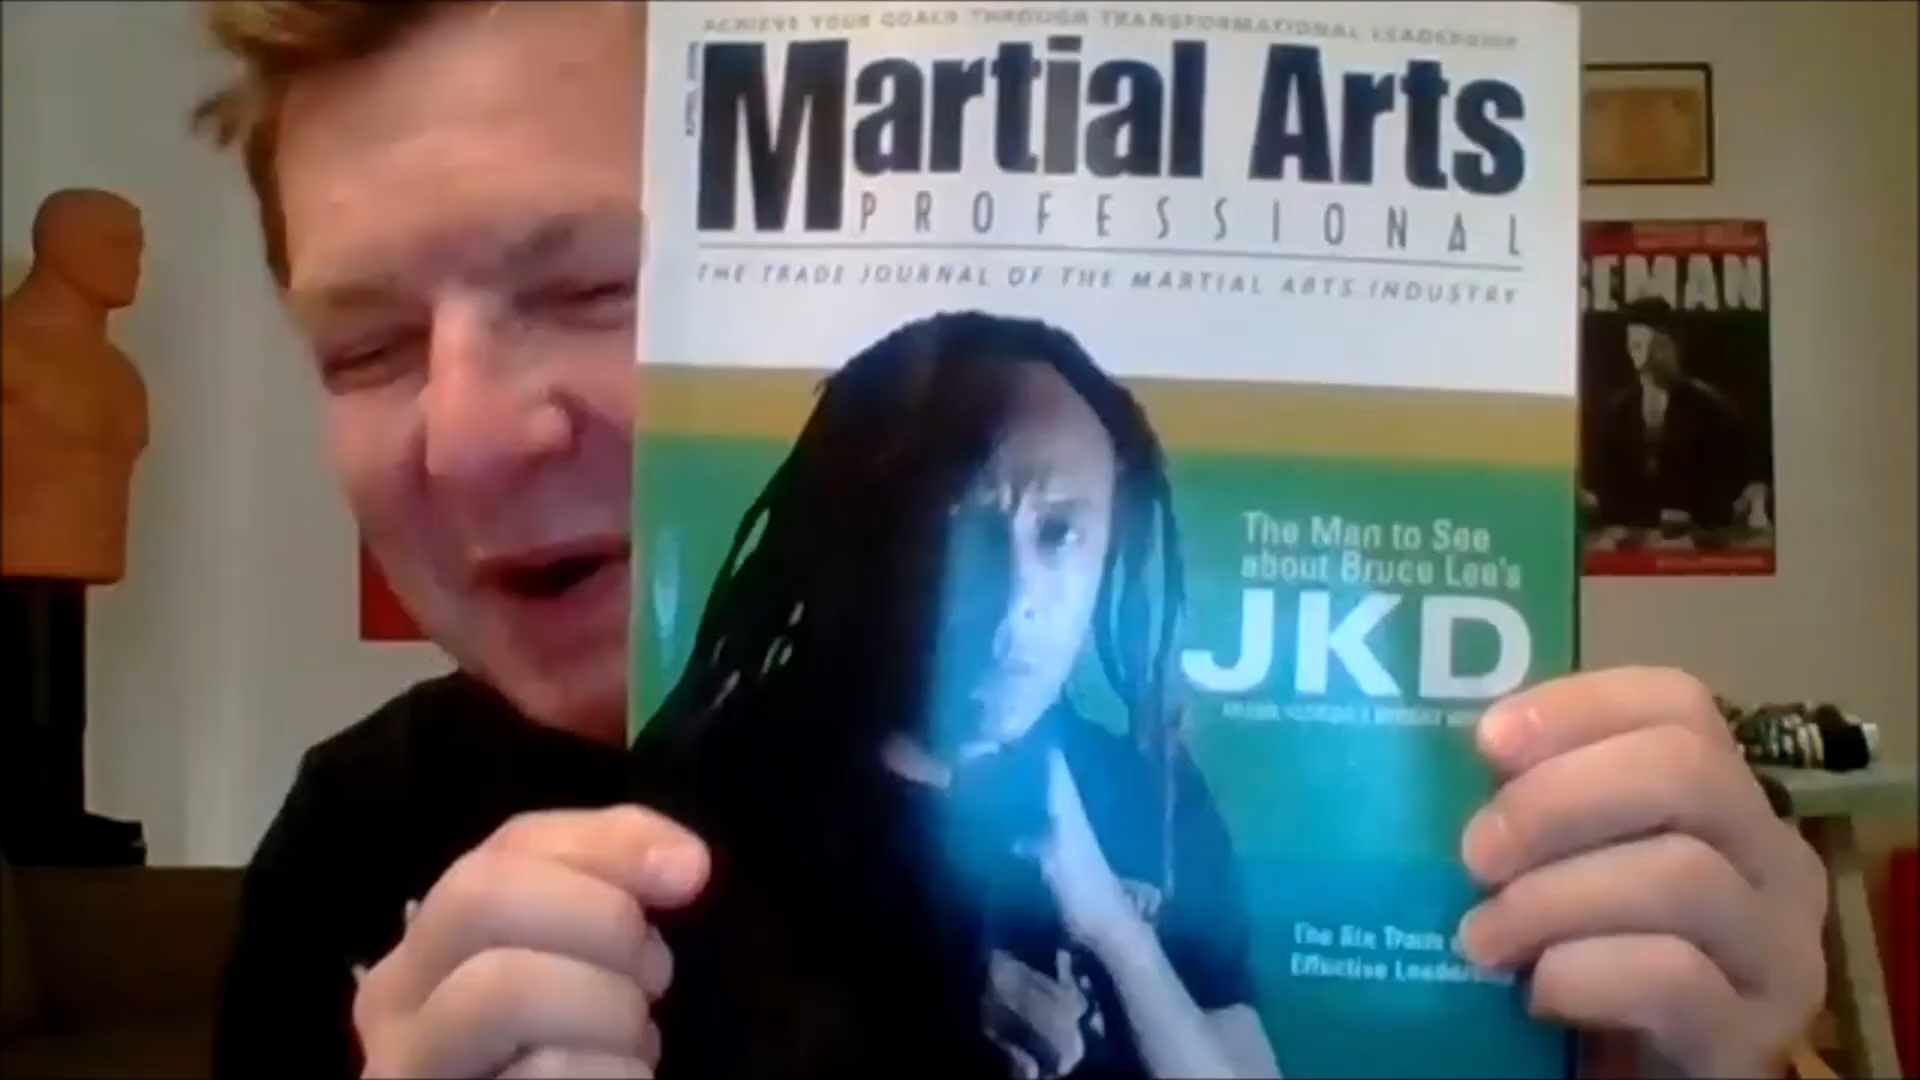 ACHIEVE YOUR GOALS THROUGH TRANSFORMATIONAL LEADERSHIP
Martial Arts
PROFESSIONAL
THE TRADE JOURNAL OF THE MARTIAL ARTS INDUSTRY
EMAN
The Man to See
about Bruce Lee's
JKD
The Six Traits
Effective